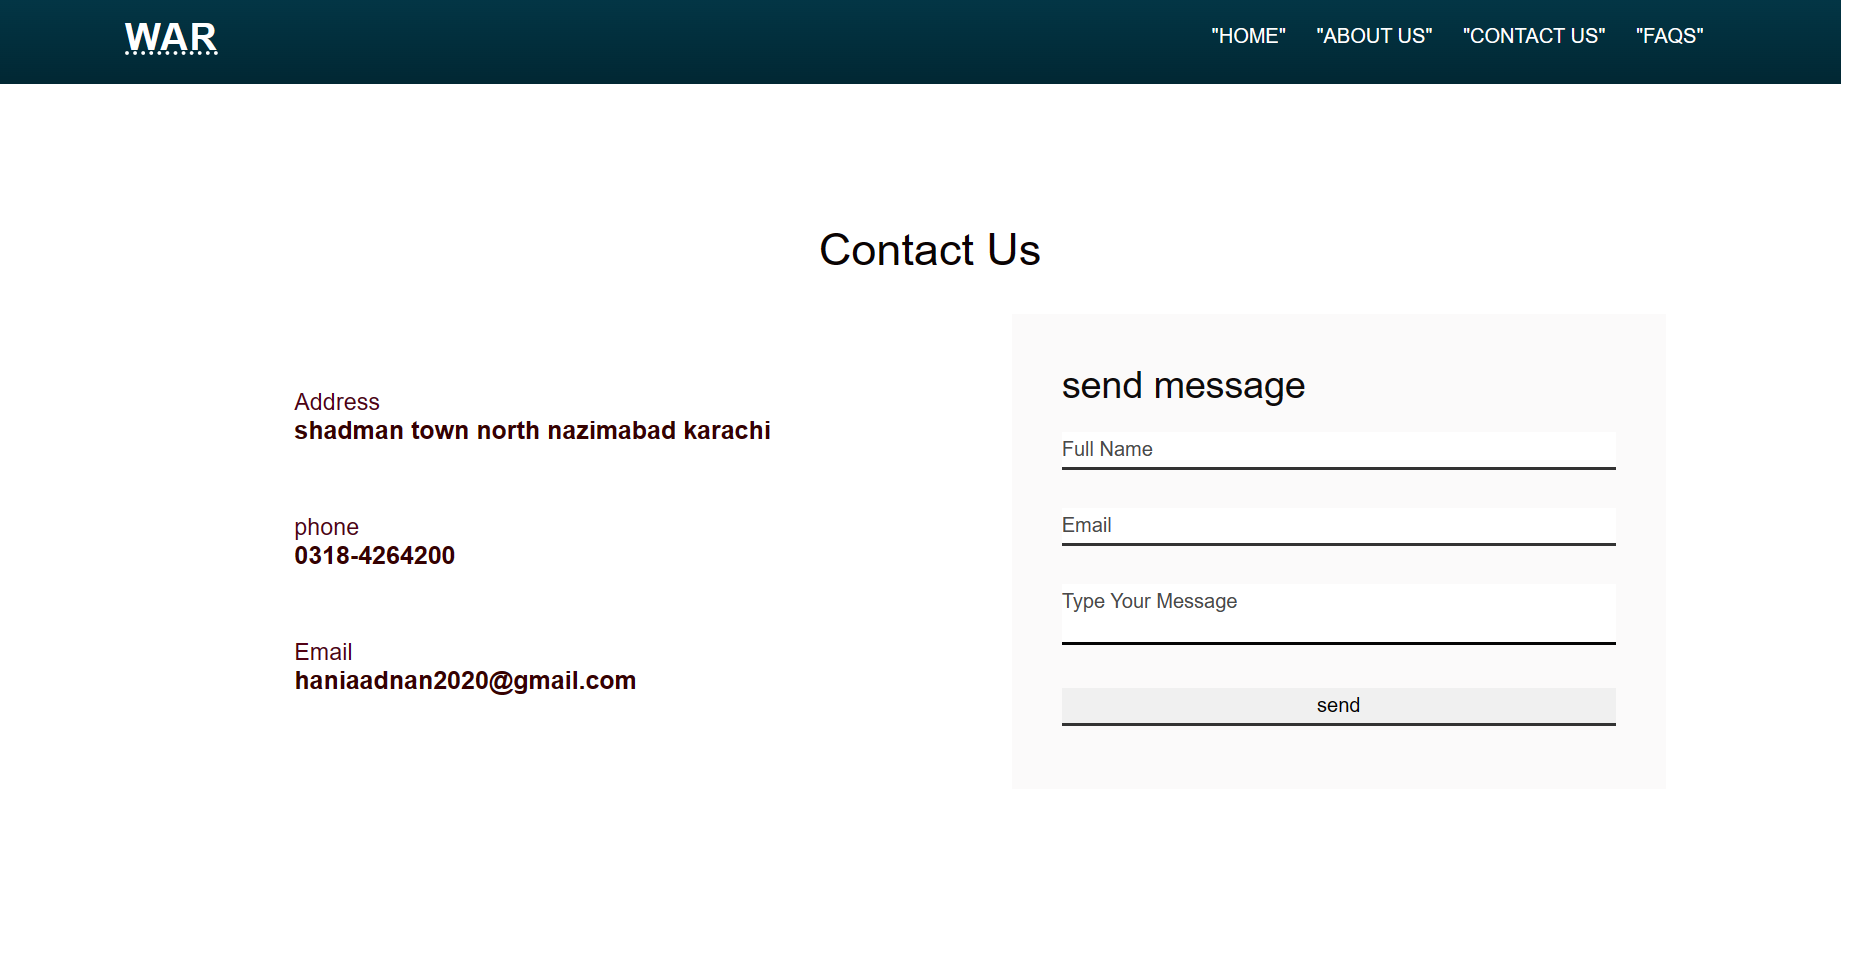 WAR
"HOME" "ABOUT US" "CONTACT US" "FAQS"
Contact Us
Address
shadman town north nazimabad karachi
phone
0318-4264200
Email
haniaadnan2020@gmail.com
send message
Full Name
Email
Type Your Message
send